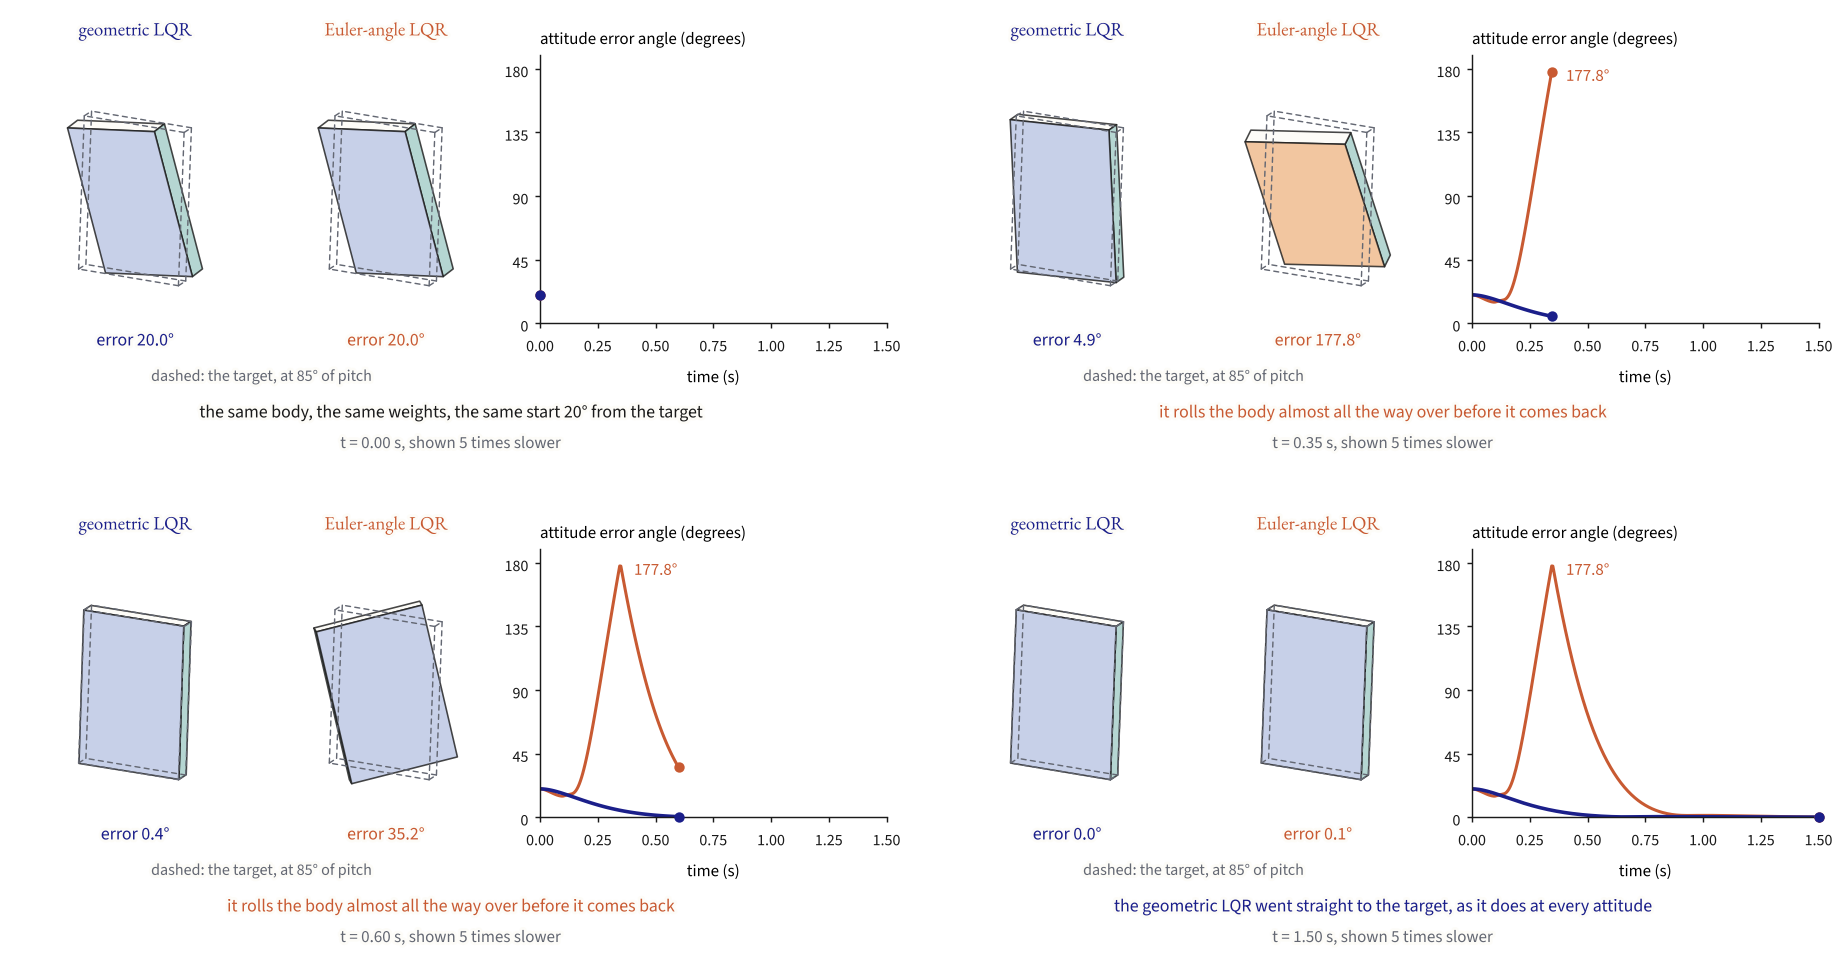 geometric LQR
Euler-angle LQR
attitude error angle (degrees)
180
135
90
45
0
0.00 0.25 0.50 0.75 1.00 1.25 1.50
time (s)
error 20.0°
error 20.0°
dashed: the target, at 85° of pitch
the same body, the same weights, the same start 20° from the target
t = 0.00 s, shown 5 times slower
geometric LQR
Euler-angle LQR
attitude error angle (degrees)
180
177.8°
135
90
45
0
0.00 0.25 0.50 0.75 1.00 1.25 1.50
time (s)
error 4.9°
error 177.8°
dashed: the target, at 85° of pitch
it rolls the body almost all the way over before it comes back
t = 0.35 s, shown 5 times slower
geometric LQR
Euler-angle LQR
attitude error angle (degrees)
180
177.8°
135
90
45
0
0.00 0.25 0.50 0.75 1.00 1.25 1.50
time (s)
error 0.4°
error 35.2°
dashed: the target, at 85° of pitch
it rolls the body almost all the way over before it comes back
t = 0.60 s, shown 5 times slower
geometric LQR
Euler-angle LQR
attitude error angle (degrees)
180
177.8°
135
90
45
0
0.00 0.25 0.50 0.75 1.00 1.25 1.50
time (s)
error 0.0°
error 0.1°
dashed: the target, at 85° of pitch
the geometric LQR went straight to the target, as it does at every attitude
t = 1.50 s, shown 5 times slower